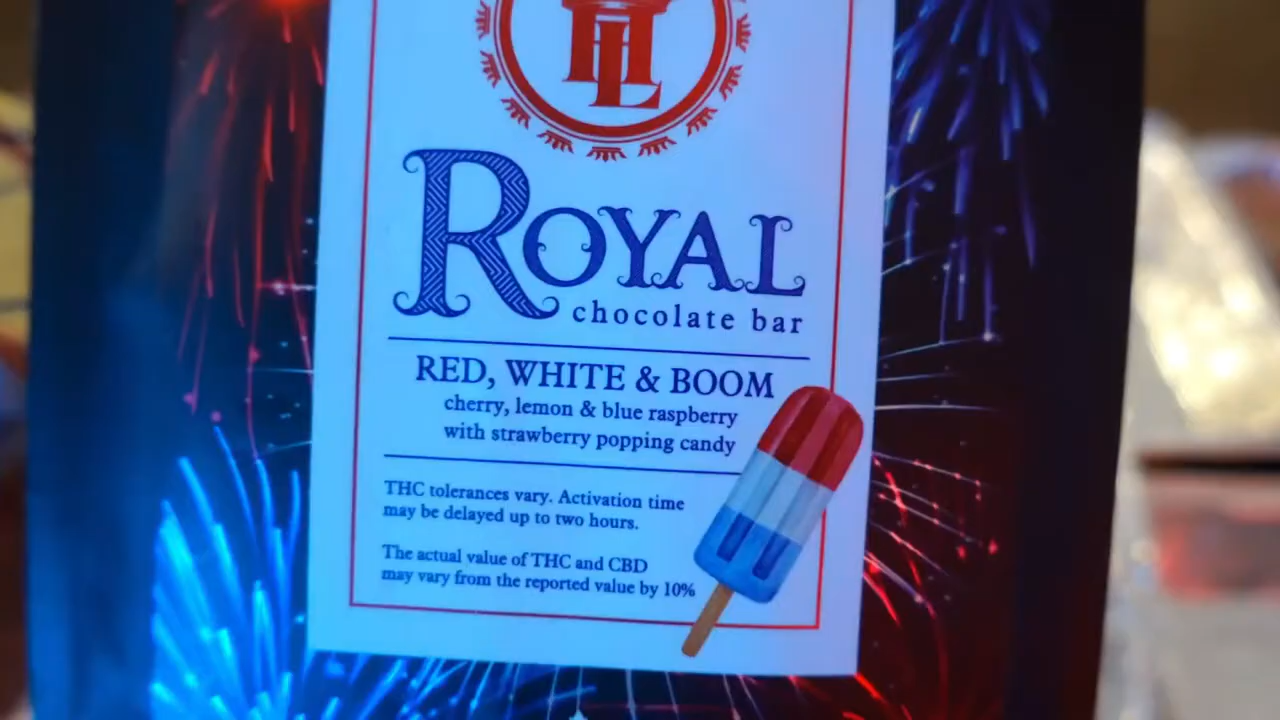 ROYAL
chocolate bar
RED, WHITE & BOOM
cherry, lemon & blue raspberry
with strawberry popping candy
THC tolerances vary. Activation time
may be delayed up to two hours.
The actual value of THC and CBD
may vary from the reported value by 10%